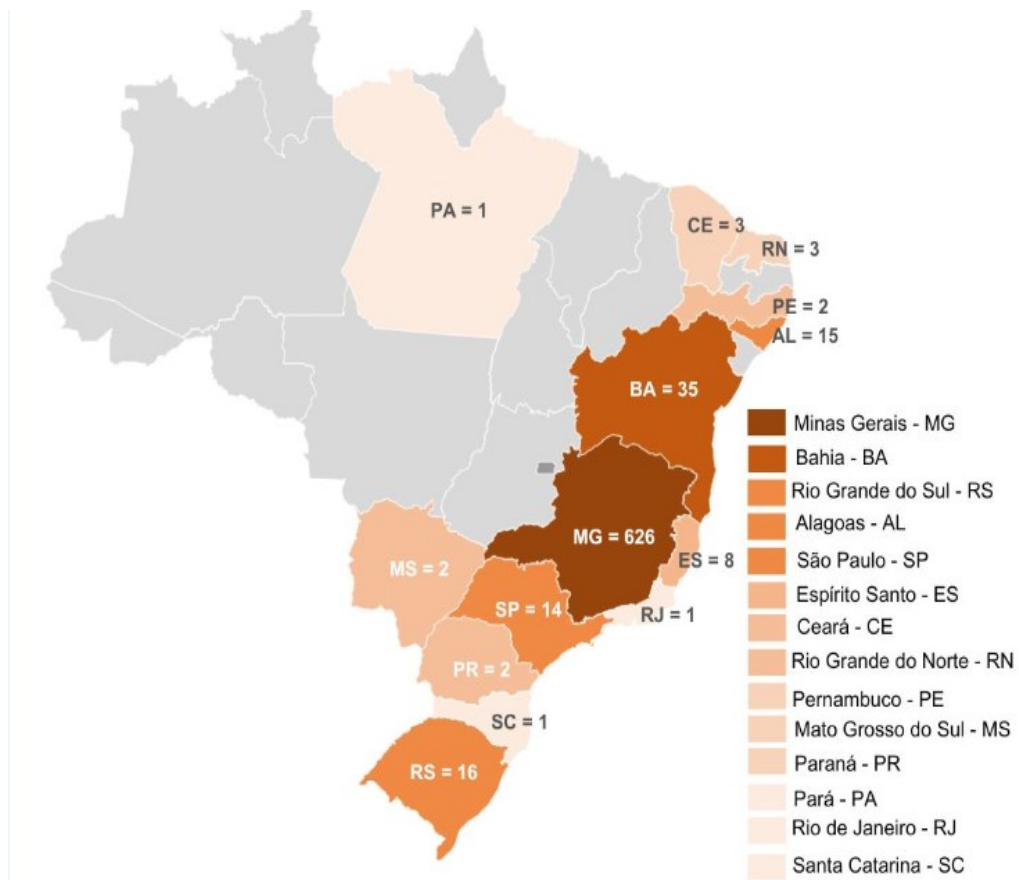 PA = 1
CE = 3
RN = 3
PE = 2
AL = 15
BA = 35
MG = 626
ES = 8
MS = 2
SP = 14
RJ = 1
PR = 2
SC = 1
RS = 16
Minas Gerais - MG
Bahia - BA
Rio Grande do Sul - RS
Alagoas - AL
São Paulo - SP
Espírito Santo - ES
Ceará - CE
Rio Grande do Norte - RN
Pernambuco - PE
Mato Grosso do Sul - MS
Paraná - PR
Pará - PA
Rio de Janeiro - RJ
Santa Catarina - SC